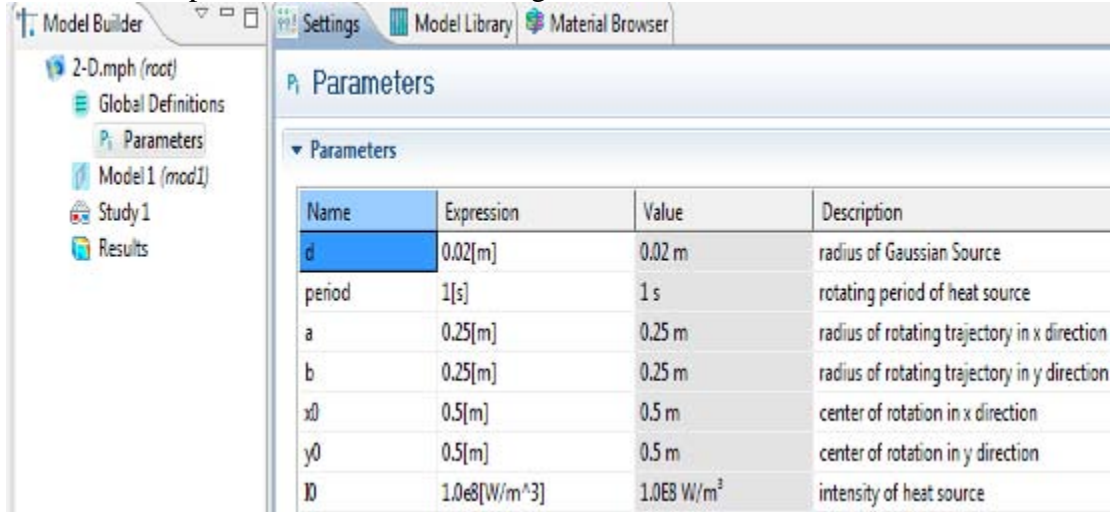 Model Builder
2-D.mph (root)
Global Definitions
Pi Parameters
Model 1 (mod1)
Study 1
Results
Settings Model Library Material Browser
Pi Parameters
Parameters
Name Expression Value Description
d 0.02[m] 0.02 m radius of Gaussian Source
period 1[s] 1 s rotating period of heat source
a 0.25[m] 0.25 m radius of rotating trajectory in x direction
b 0.25[m] 0.25 m radius of rotating trajectory in y direction
x0 0.5[m] 0.5 m center of rotation in x direction
y0 0.5[m] 0.5 m center of rotation in y direction
I0 1.0e8[W/m^3] 1.0E8 W/m³ intensity of heat source